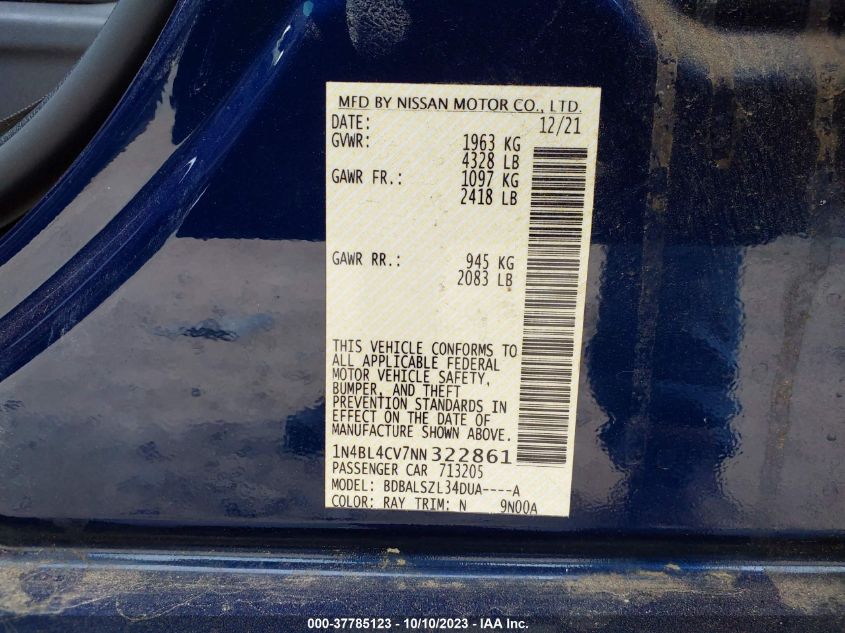 MFD BY NISSAN MOTOR CO., LTD.
DATE: 12/21
GVWR: 1963 KG
4328 LB
GAWR FR.: 1097 KG
2418 LB
GAWR RR.: 945 KG
2083 LB
THIS VEHICLE CONFORMS TO
ALL APPLICABLE FEDERAL
MOTOR VEHICLE SAFETY,
BUMPER, AND THEFT
PREVENTION STANDARDS IN
EFFECT ON THE DATE OF
MANUFACTURE SHOWN ABOVE.
1N4BL4CV7NN 322861
PASSENGER CAR 713205
MODEL: BDBALSZL34DUA----A
COLOR: RAY TRIM: N 9N00A
000-37785123 - 10/10/2023 - IAA Inc.